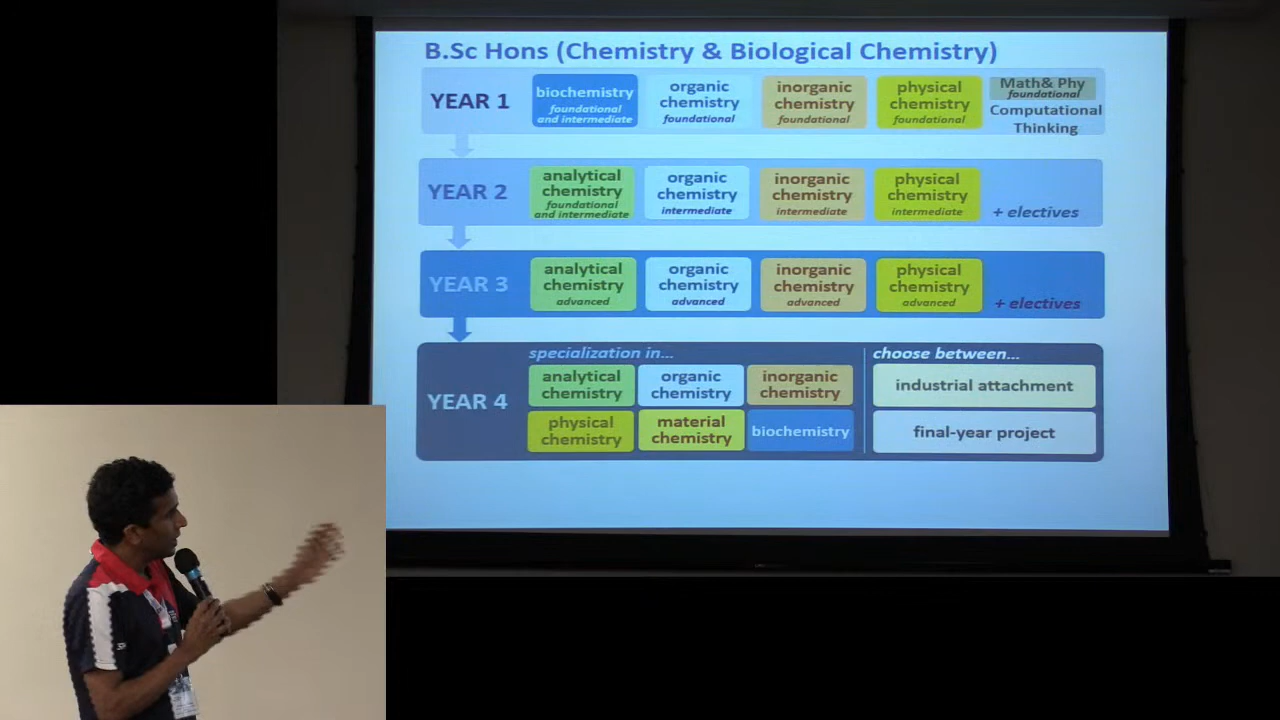 B.Sc Hons (Chemistry & Biological Chemistry)
YEAR 1
biochemistry
foundational
and intermediate
organic
chemistry
foundational
inorganic
chemistry
foundational
physical
chemistry
foundational
Math& Phy
foundational
Computational
Thinking
YEAR 2
analytical
chemistry
foundational
and intermediate
organic
chemistry
intermediate
inorganic
chemistry
intermediate
physical
chemistry
intermediate
+ electives
YEAR 3
analytical
chemistry
advanced
organic
chemistry
advanced
inorganic
chemistry
advanced
physical
chemistry
advanced
+ electives
YEAR 4
specialization in...
analytical
chemistry
organic
chemistry
inorganic
chemistry
physical
chemistry
material
chemistry
biochemistry
choose between...
industrial attachment
final-year project